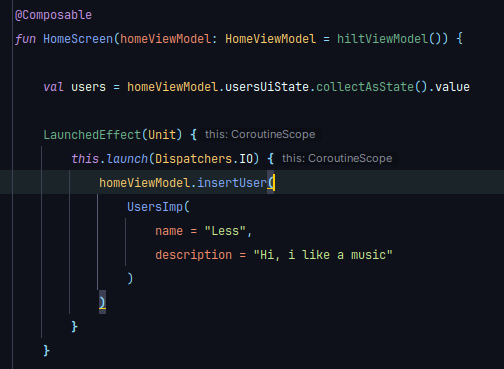 @Composable
fun HomeScreen(homeViewModel: HomeViewModel = hiltViewModel()) {
val users = homeViewModel.usersUiState.collectAsState().value
LaunchedEffect(Unit) { this: CoroutineScope
this.launch(Dispatchers.IO) { this: CoroutineScope
homeViewModel.insertUser(
UsersImp(
name = "Less",
description = "Hi, i like a music"
)
)
}
}